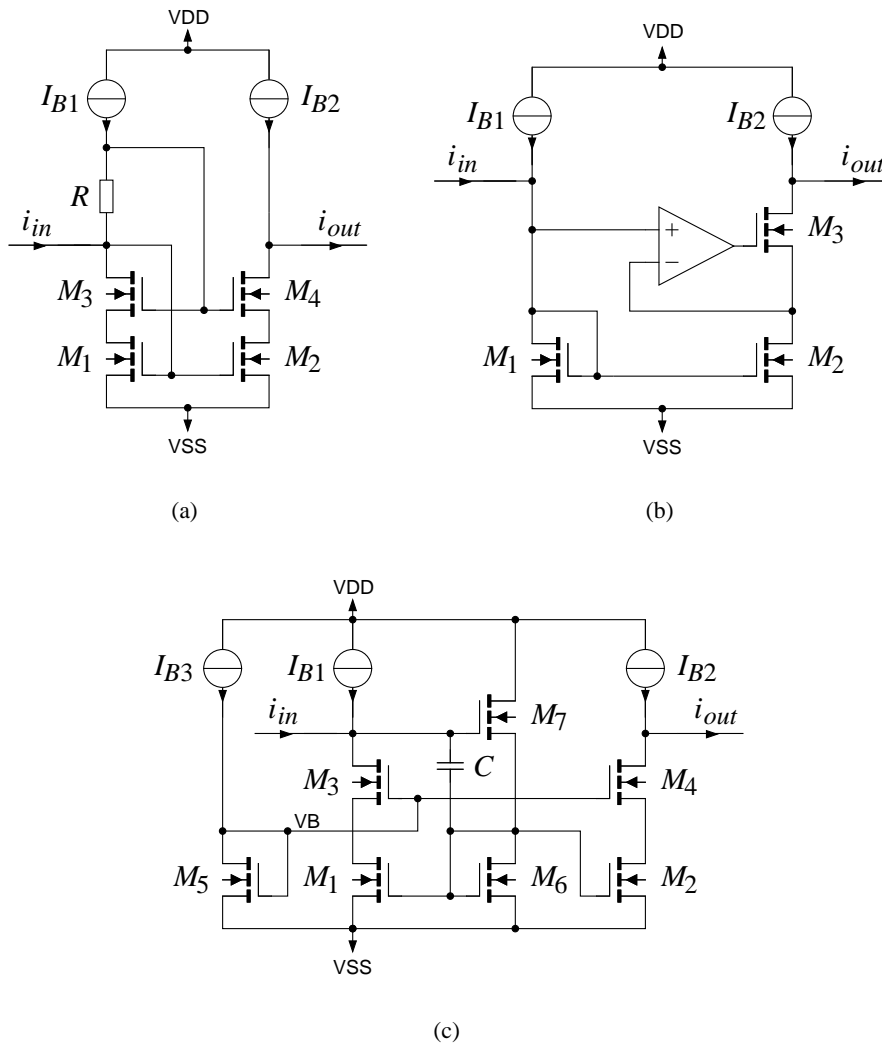 VDD
I_B1 I_B2
R
i_in i_out
M_3 M_4
M_1 M_2
VSS
(a)
VDD
I_B1 I_B2
i_in i_out
+
−
M_3
M_1 M_2
VSS
(b)
VDD
I_B3 I_B1 I_B2
i_in M_7 i_out
M_3 C M_4
VB
M_5 M_1 M_6 M_2
VSS
(c)